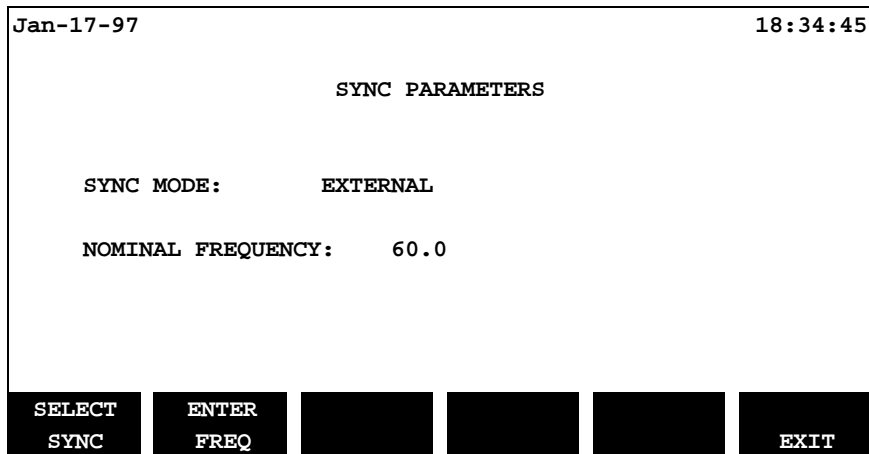 Jan-17-97 18:34:45
SYNC PARAMETERS
SYNC MODE: EXTERNAL
NOMINAL FREQUENCY: 60.0
SELECT ENTER
SYNC FREQ EXIT